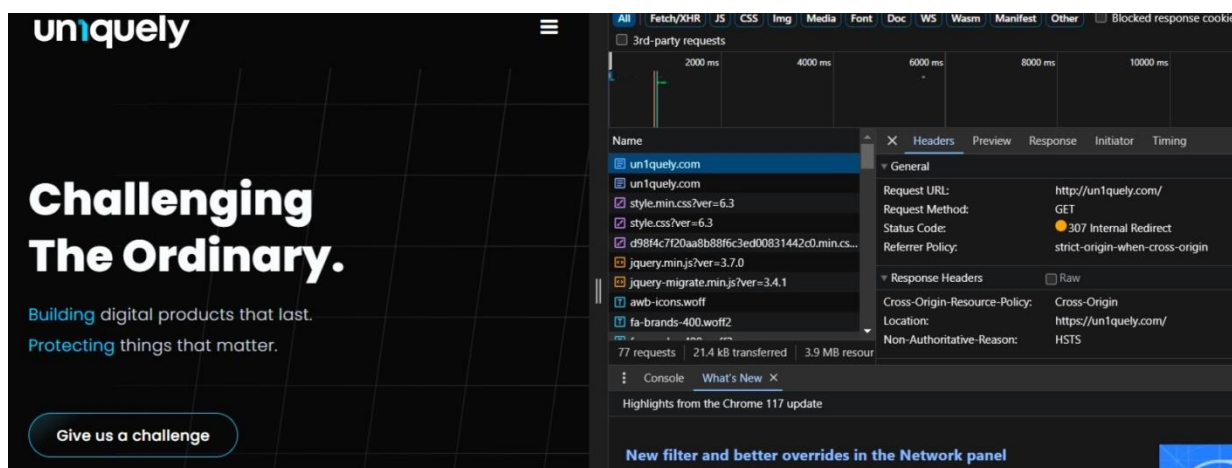 un1quely
Challenging
The Ordinary.
Building digital products that last.
Protecting things that matter.
Give us a challenge
All Fetch/XHR JS CSS Img Media Font Doc WS Wasm Manifest Other Blocked response cookie
3rd-party requests
2000 ms 4000 ms 6000 ms 8000 ms 10000 ms
Name
un1quely.com
un1quely.com
style.min.css?ver=6.3
style.css?ver=6.3
d98f4c7f20aa8b88f6c3ed00831442c0.min.cs...
jquery.min.js?ver=3.7.0
jquery-migrate.min.js?ver=3.4.1
awb-icons.woff
fa-brands-400.woff2
77 requests 21.4 kB transferred 3.9 MB resour
Headers Preview Response Initiator Timing
General
Request URL: http://un1quely.com/
Request Method: GET
Status Code: 307 Internal Redirect
Referrer Policy: strict-origin-when-cross-origin
Response Headers Raw
Cross-Origin-Resource-Policy: Cross-Origin
Location: https://un1quely.com/
Non-Authoritative-Reason: HSTS
Console What's New
Highlights from the Chrome 117 update
New filter and better overrides in the Network panel